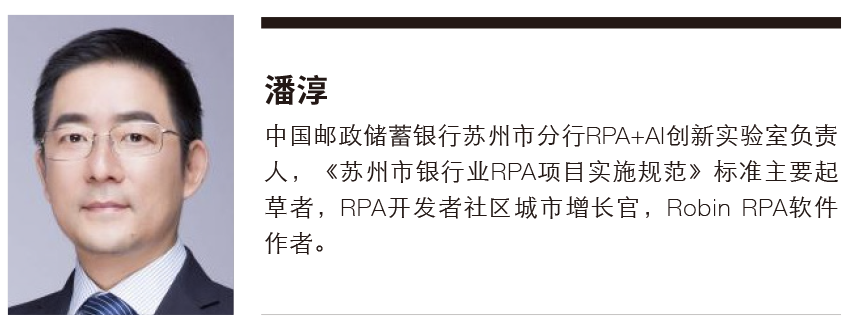 潘淳
中国邮政储蓄银行苏州市分行RPA+AI创新实验室负责
人，《苏州市银行业RPA项目实施规范》标准主要起
草者，RPA开发者社区城市增长官，Robin RPA软件
作者。